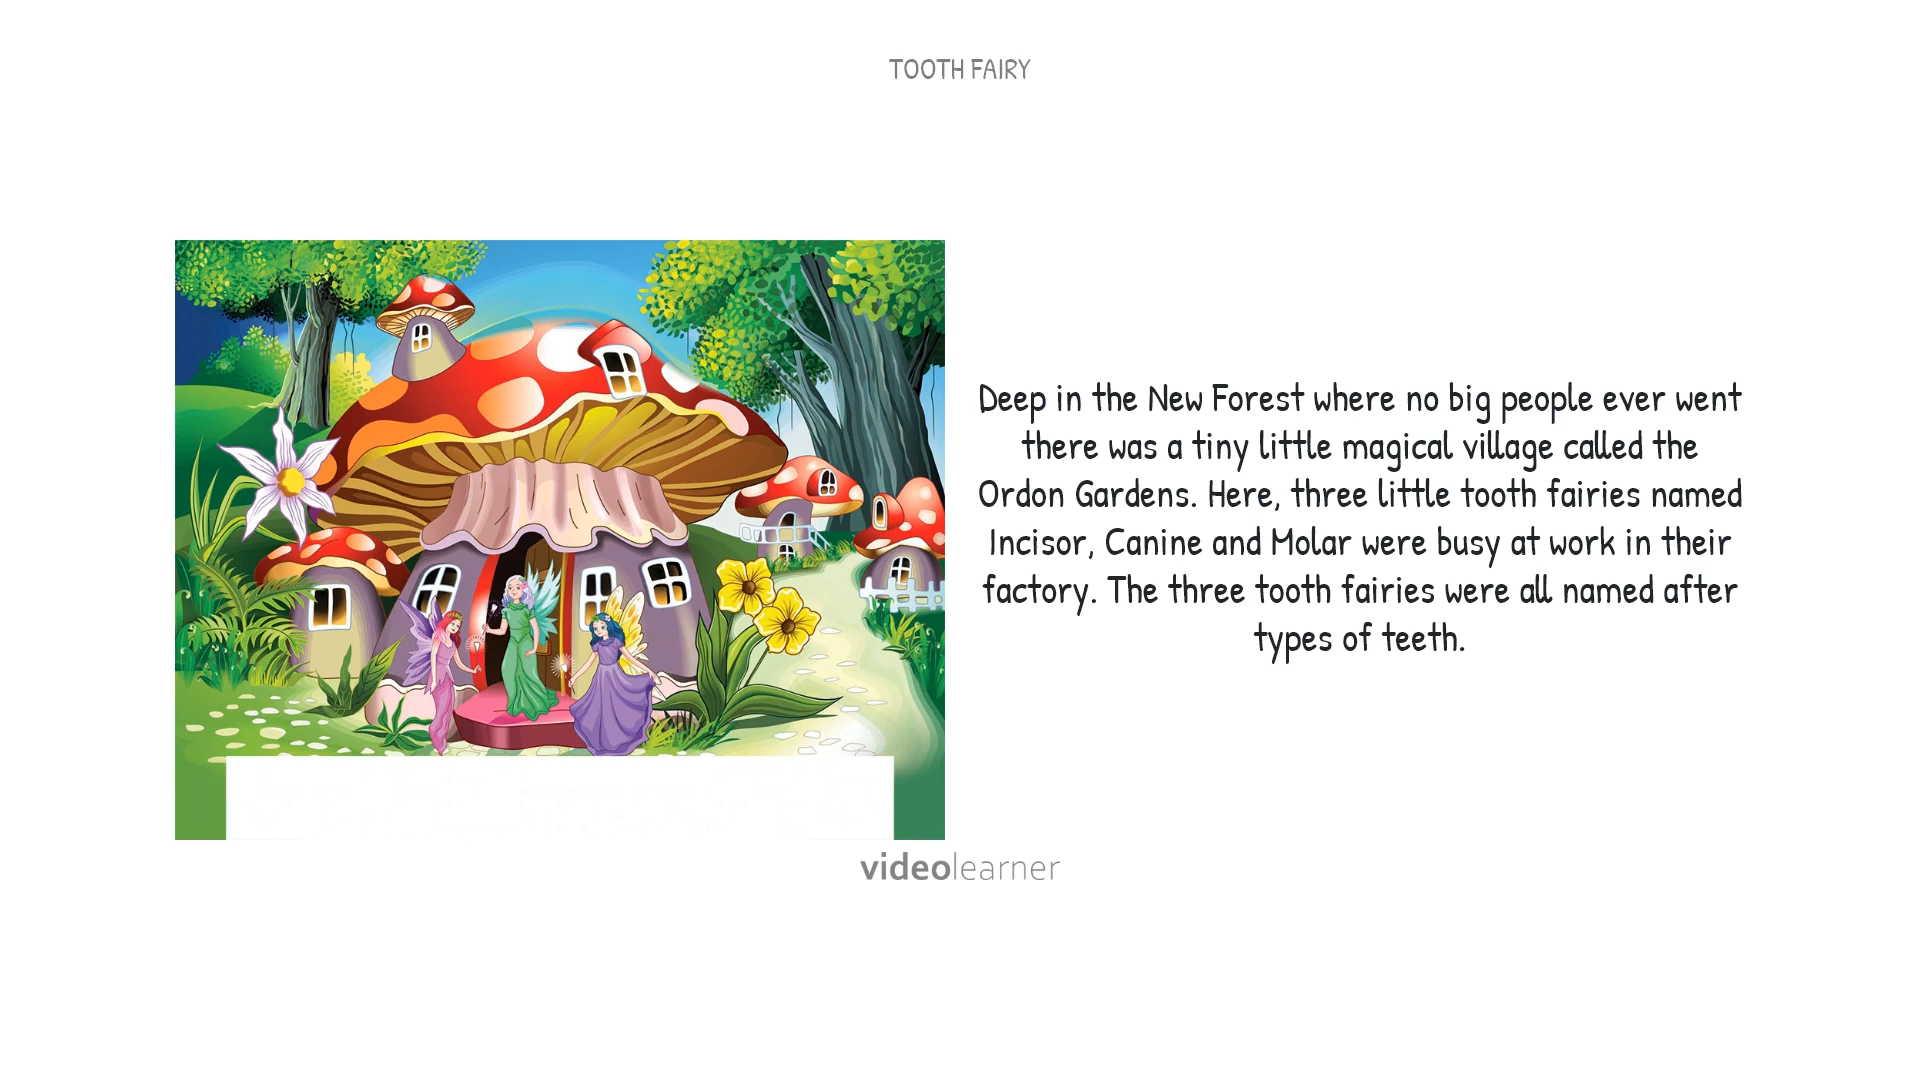 TOOTH FAIRY
Deep in the New Forest where no big people ever went
there was a tiny little magical village called the
Ordon Gardens. Here, three little tooth fairies named
Incisor, Canine and Molar were busy at work in their
factory. The three tooth fairies were all named after
types of teeth.
videolearner